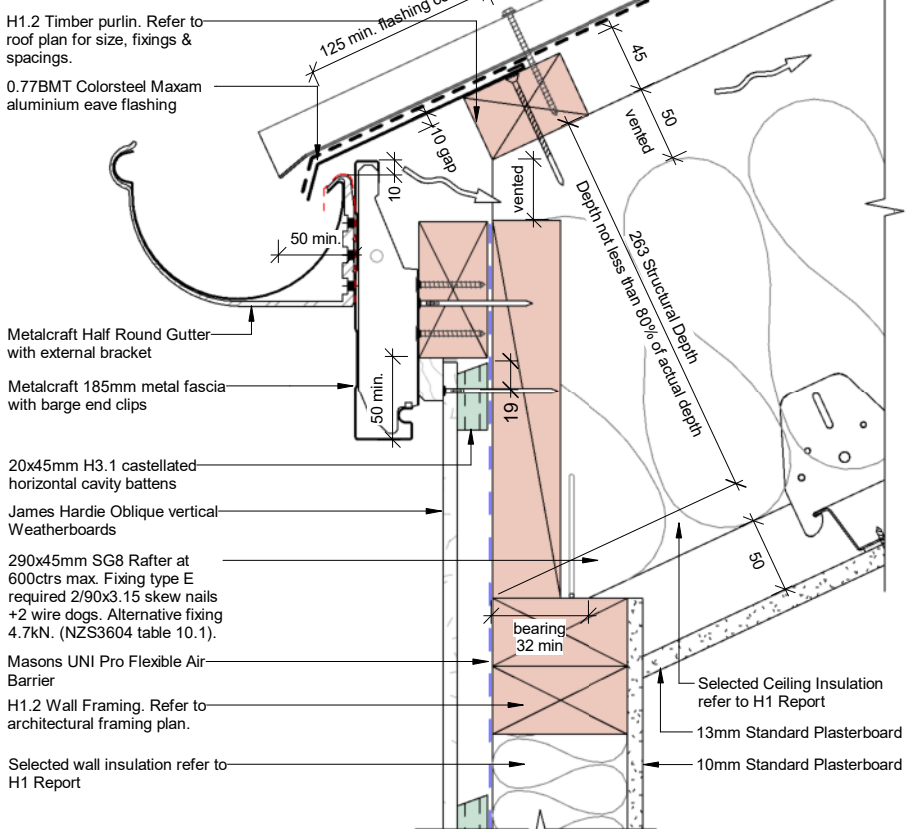 H1.2 Timber purlin. Refer to
roof plan for size, fixings &
spacings.
0.77BMT Colorsteel Maxam
aluminium eave flashing
125 min. flashing
10 gap
10
50 min.
vented
45
50
vented
263 Structural Depth
Depth not less than 80% of actual depth
Metalcraft Half Round Gutter
with external bracket
Metalcraft 185mm metal fascia
with barge end clips
50 min.
19
20x45mm H3.1 castellated
horizontal cavity battens
James Hardie Oblique vertical
Weatherboards
290x45mm SG8 Rafter at
600ctrs max. Fixing type E
required 2/90x3.15 skew nails
+2 wire dogs. Alternative fixing
4.7kN. (NZS3604 table 10.1).
50
bearing
32 min
Masons UNI Pro Flexible Air
Barrier
H1.2 Wall Framing. Refer to
architectural framing plan.
Selected wall insulation refer to
H1 Report
Selected Ceiling Insulation
refer to H1 Report
13mm Standard Plasterboard
10mm Standard Plasterboard